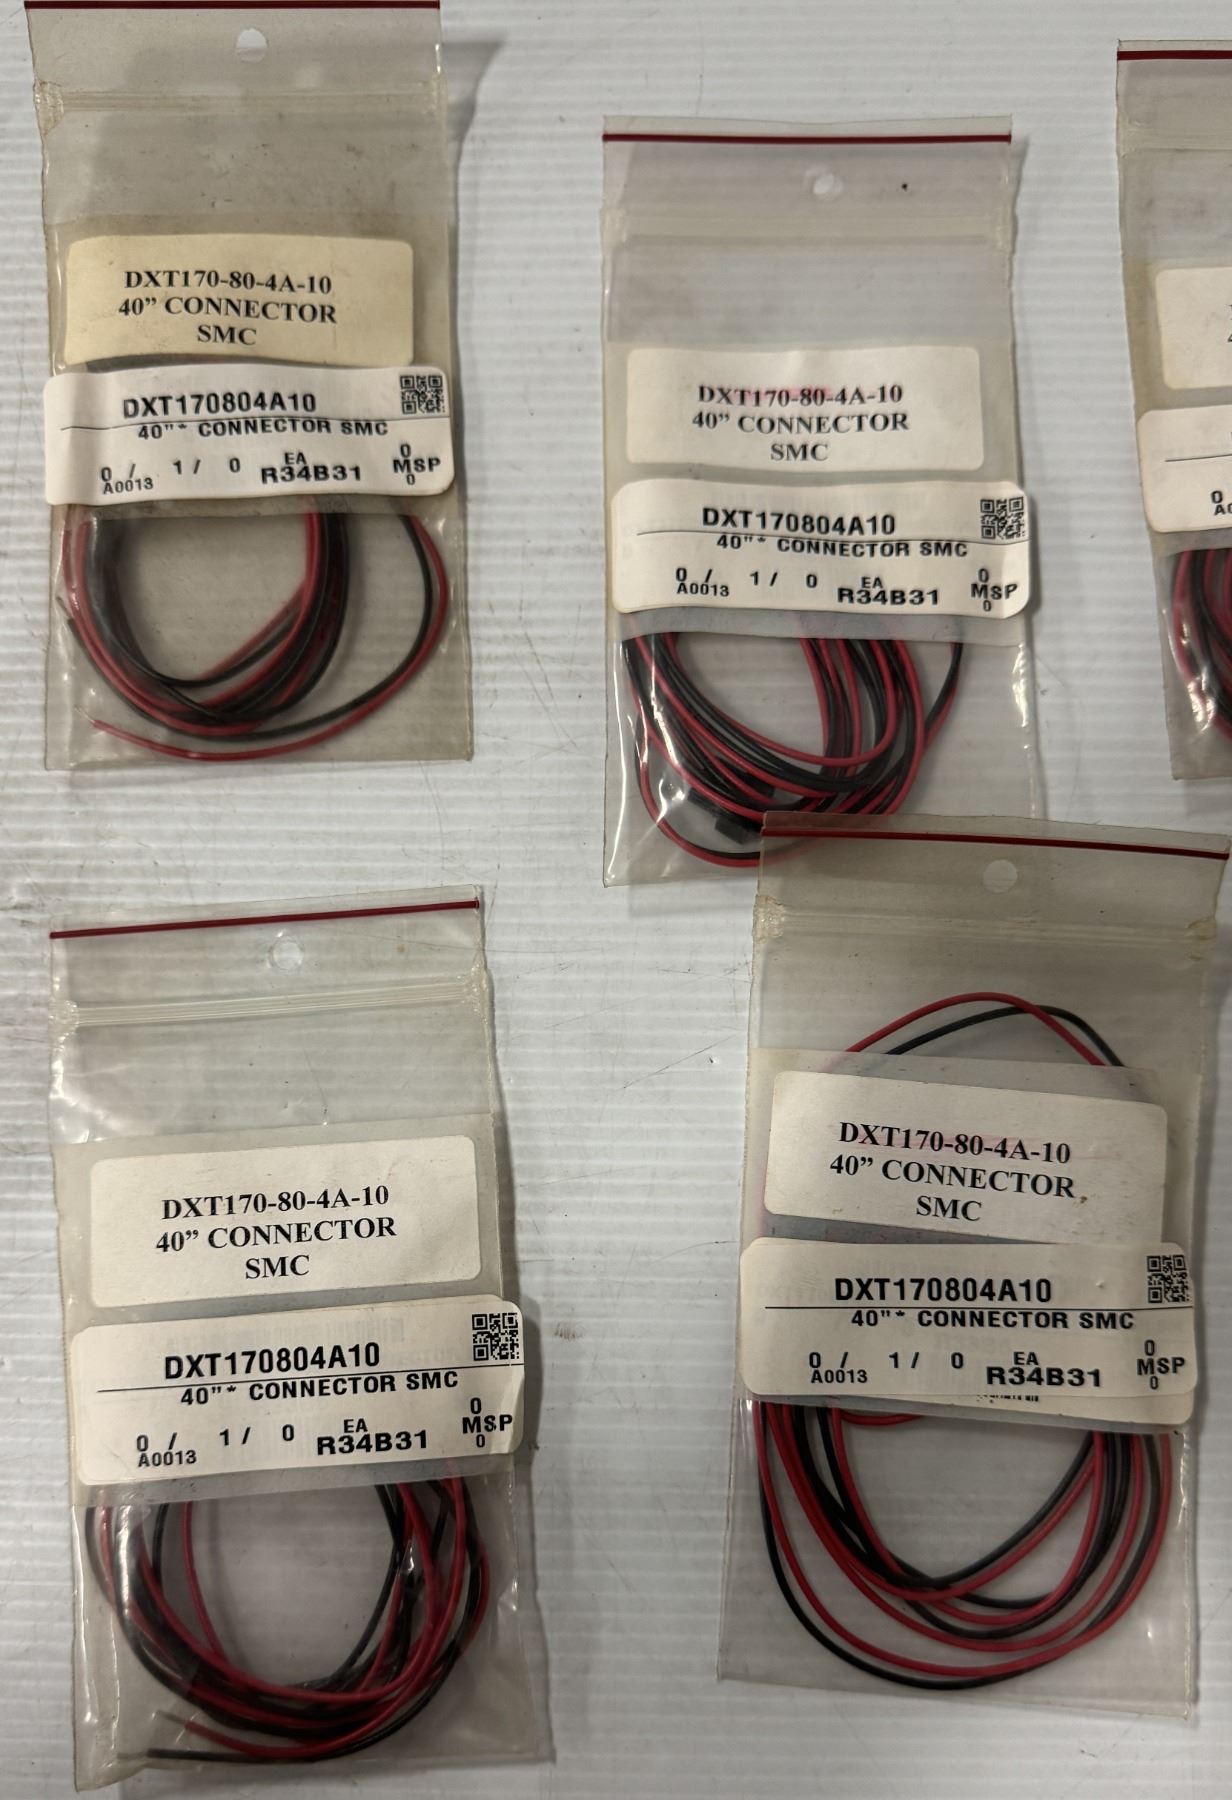 DXT170-80-4A-10
40” CONNECTOR
SMC
DXT170804A10
40"* CONNECTOR SMC
0 / 1 / 0 EA 0
A0013 R34B31 MSP
0
DXT170-80-4A-10
40” CONNECTOR
SMC
DXT170804A10
40"* CONNECTOR SMC
0 / 1 / 0 EA 0
A0013 R34B31 MSP
0
0
DXT170-80-4A-10
40” CONNECTOR
SMC
DXT170804A10
40"* CONNECTOR SMC
0 / 1 / 0 EA 0
A0013 R34B31 MSP
0
DXT170-80-4A-10
40” CONNECTOR
SMC
DXT170804A10
40"* CONNECTOR SMC
0 / 1 / 0 EA 0
A0013 R34B31 MSP
0